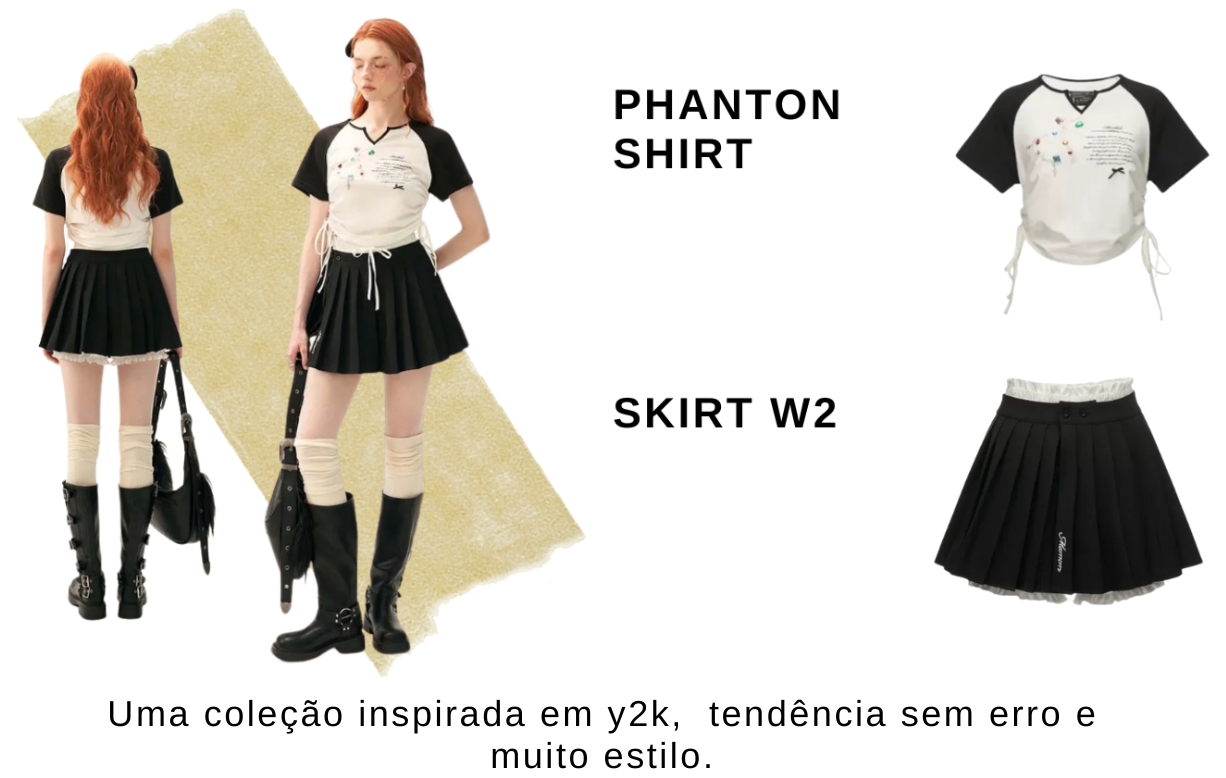 PHANTON
SHIRT
SKIRT W2
Uma coleção inspirada em y2k, tendência sem erro e
muito estilo.